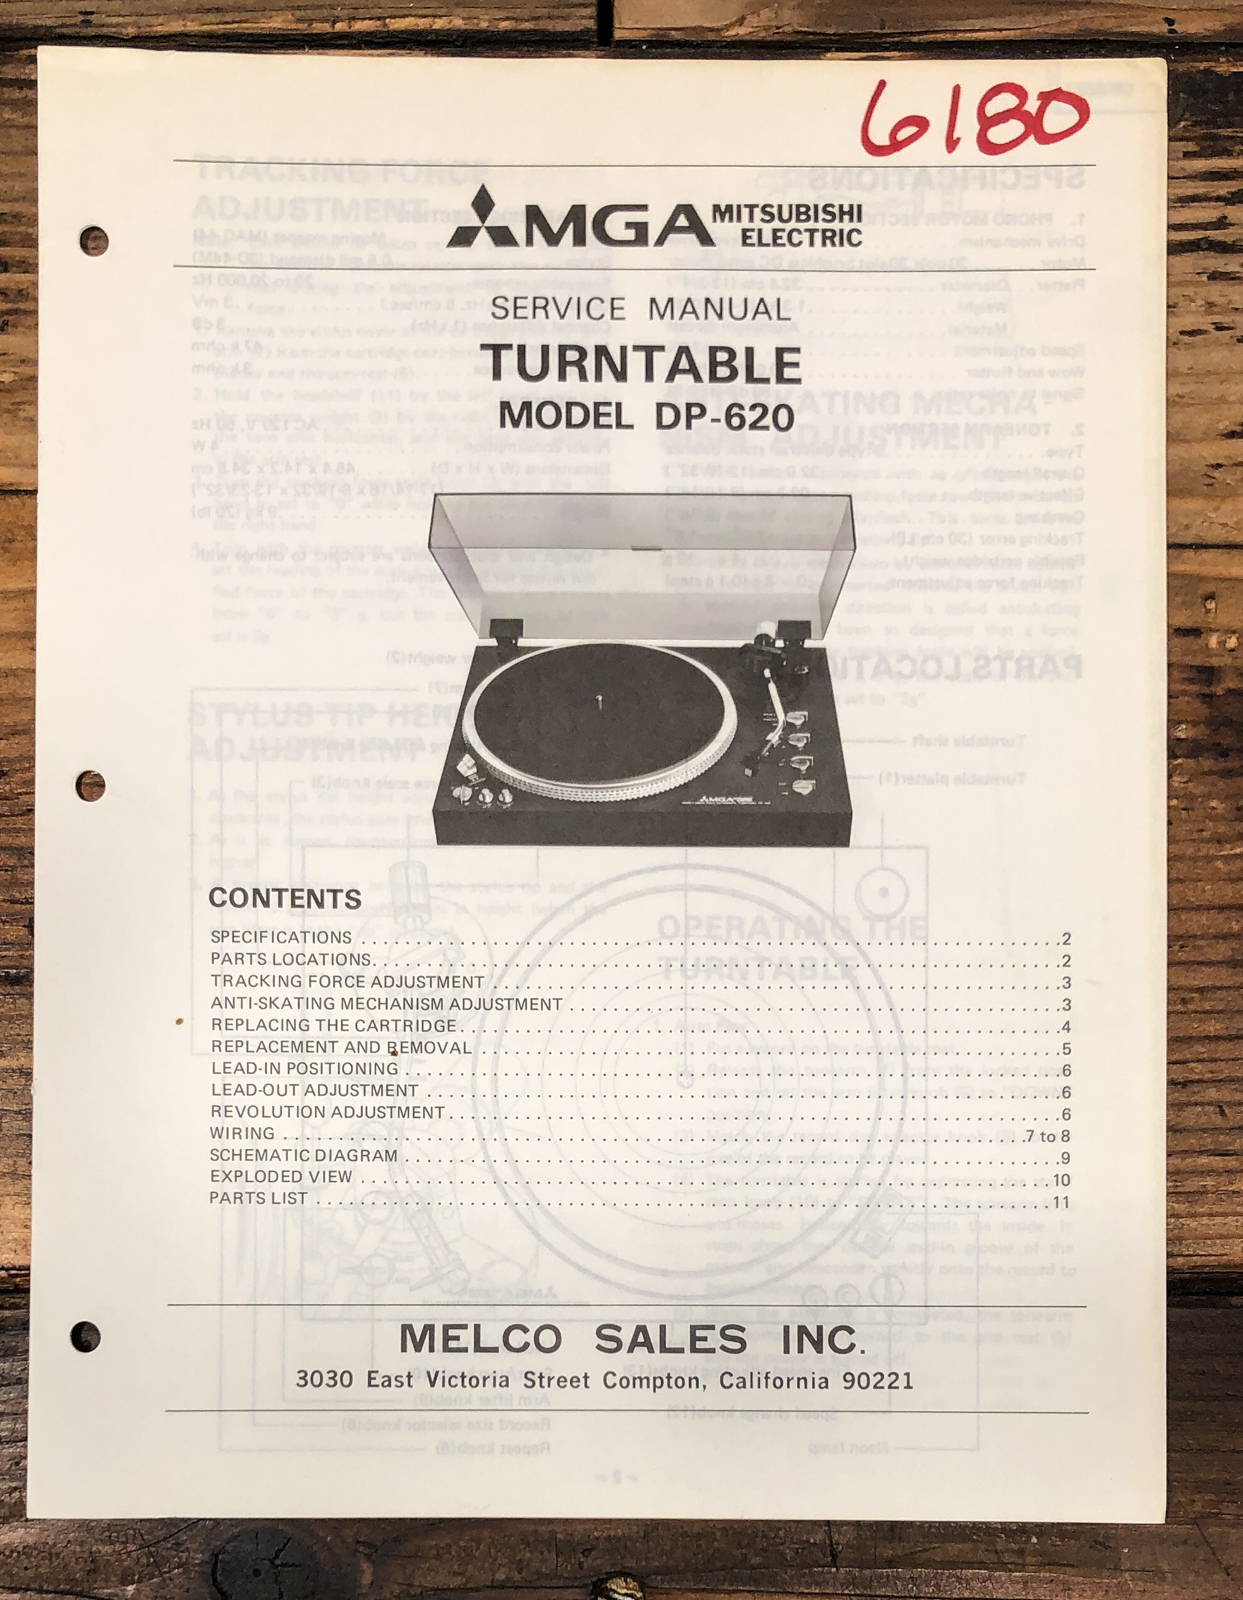 6180
MGA MITSUBISHI ELECTRIC
SERVICE MANUAL
TURNTABLE
MODEL DP-620
CONTENTS
SPECIFICATIONS . . . 2
PARTS LOCATIONS . . . 2
TRACKING FORCE ADJUSTMENT . . . 3
ANTI-SKATING MECHANISM ADJUSTMENT . . . 3
REPLACING THE CARTRIDGE . . . 4
REPLACEMENT AND REMOVAL . . . 5
LEAD-IN POSITIONING . . . 6
LEAD-OUT ADJUSTMENT . . . 6
REVOLUTION ADJUSTMENT . . . 6
WIRING . . . 7 to 8
SCHEMATIC DIAGRAM . . . 9
EXPLODED VIEW . . . 10
PARTS LIST . . . 11
MELCO SALES INC.
3030 East Victoria Street Compton, California 90221